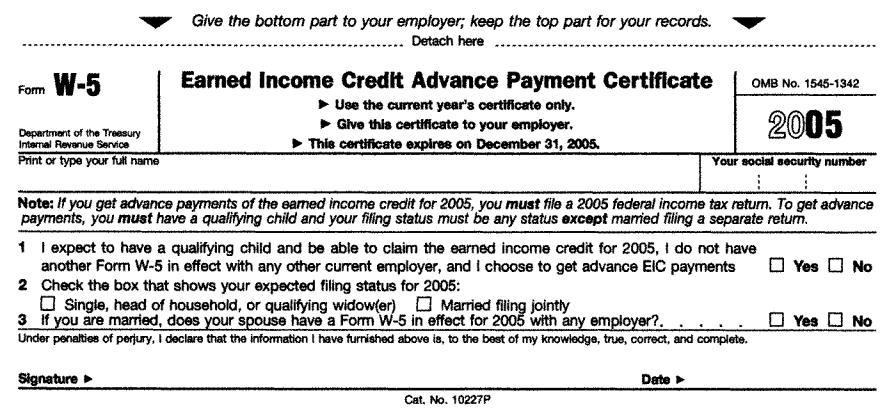 Give the bottom part to your employer; keep the top part for your records.
Detach here
Form W-5
Department of the Treasury
Internal Revenue Service
Earned Income Credit Advance Payment Certificate
► Use the current year's certificate only.
► Give this certificate to your employer.
► This certificate expires on December 31, 2005.
OMB No. 1545-1342
2005
Print or type your full name
Your social security number
Note: If you get advance payments of the earned income credit for 2005, you must file a 2005 federal income tax return. To get advance
payments, you must have a qualifying child and your filing status must be any status except married filing a separate return.
1 I expect to have a qualifying child and be able to claim the earned income credit for 2005, I do not have
another Form W-5 in effect with any other current employer, and I choose to get advance EIC payments ☐ Yes ☐ No
2 Check the box that shows your expected filing status for 2005:
☐ Single, head of household, or qualifying widow(er) ☐ Married filing jointly
3 If you are married, does your spouse have a Form W-5 in effect for 2005 with any employer?. . . . . . ☐ Yes ☐ No
Under penalties of perjury, I declare that the information I have furnished above is, to the best of my knowledge, true, correct, and complete.
Signature ►
Date ►
Cat. No. 10227P